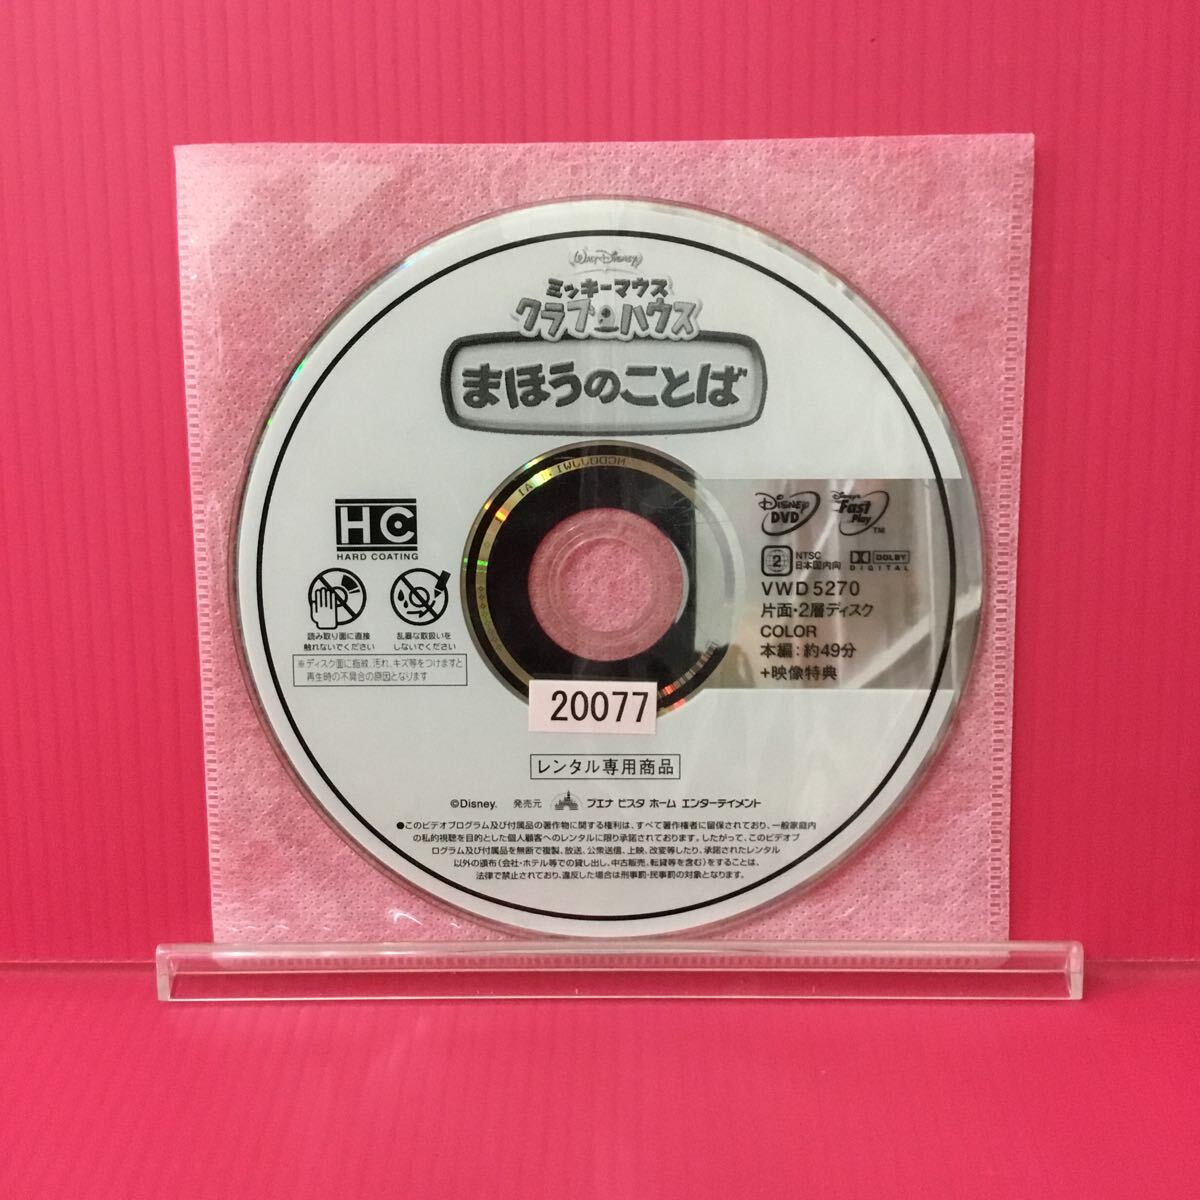 WALT DISNEY
ミッキーマウス
クラブハウス
まほうのことば
HC
HARD COATING
読み取り面に直接
触れないでください
乱暴な取扱いを
しないでください
※ディスク面に指紋、汚れ、キズ等をつけますと
再生時の不具合の原因となります
DISNEY
DVD
Disney's
Fast
Play
TM
2
NTSC
日本国内向
DOLBY
DIGITAL
VWD 5270
片面・2層ディスク
COLOR
本編：約49分
+映像特典
20077
レンタル専用商品
©Disney. 発売元 ブエナ ビスタ ホーム エンターテイメント
●このビデオプログラム及び付属品の著作物に関する権利は、すべて著作権者に留保されており、一般家庭内
の私的視聴を目的とした個人顧客へのレンタルに限り承諾されております。したがって、このビデオプ
ログラム及び付属品を無断で複製、放送、公衆送信、上映、改変等したり、承諾されたレンタル
以外の頒布(会社・ホテル等での貸し出し、中古販売、転貸等を含む)をすることは、
法律で禁止されており、違反した場合は刑事罰・民事罰の対象となります。